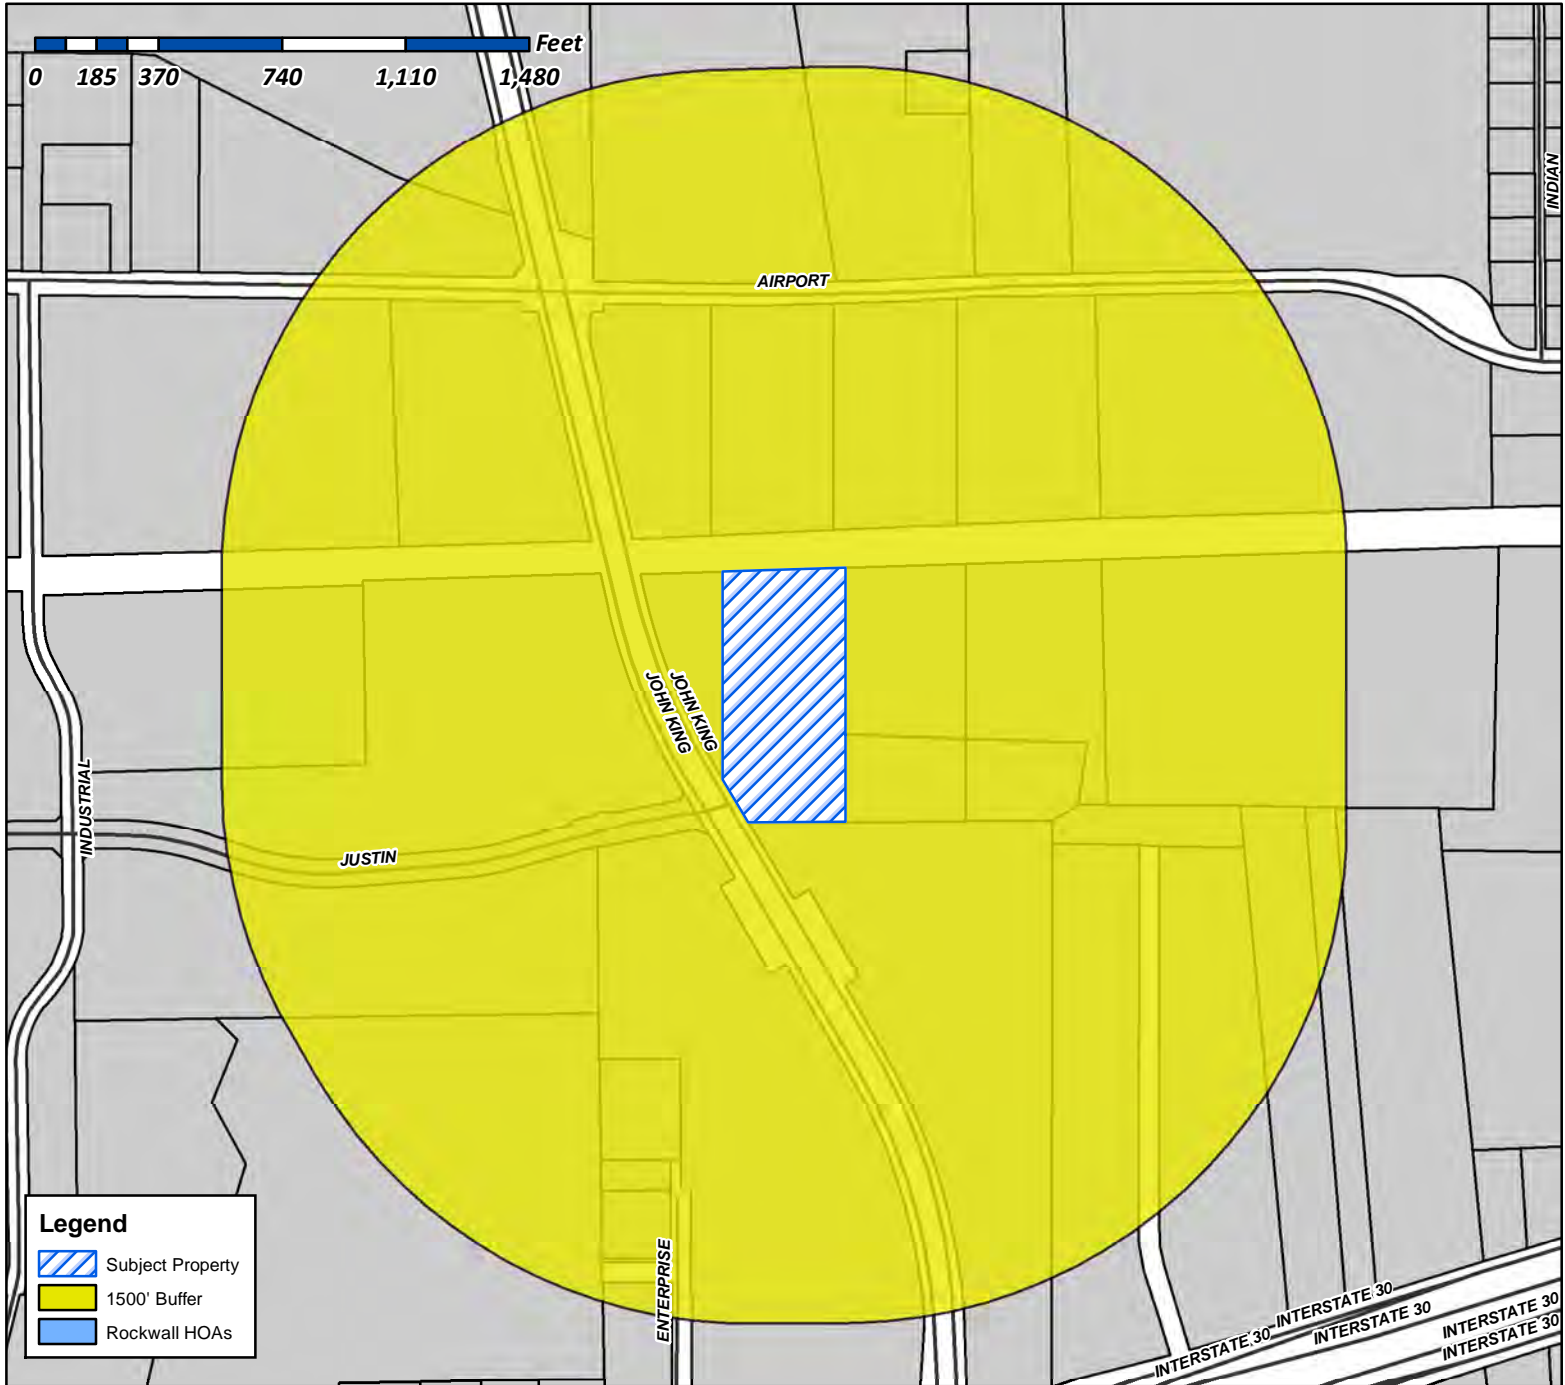 Feet
0 185 370 740 1,110 1,480
INDIAN
AIRPORT
JOHN KING
JOHN KING
INDUSTRIAL
JUSTIN
ENTERPRISE
INTERSTATE 30
INTERSTATE 30
INTERSTATE 30
INTERSTATE 30
INTERSTATE 30
Legend
Subject Property
1500' Buffer
Rockwall HOAs